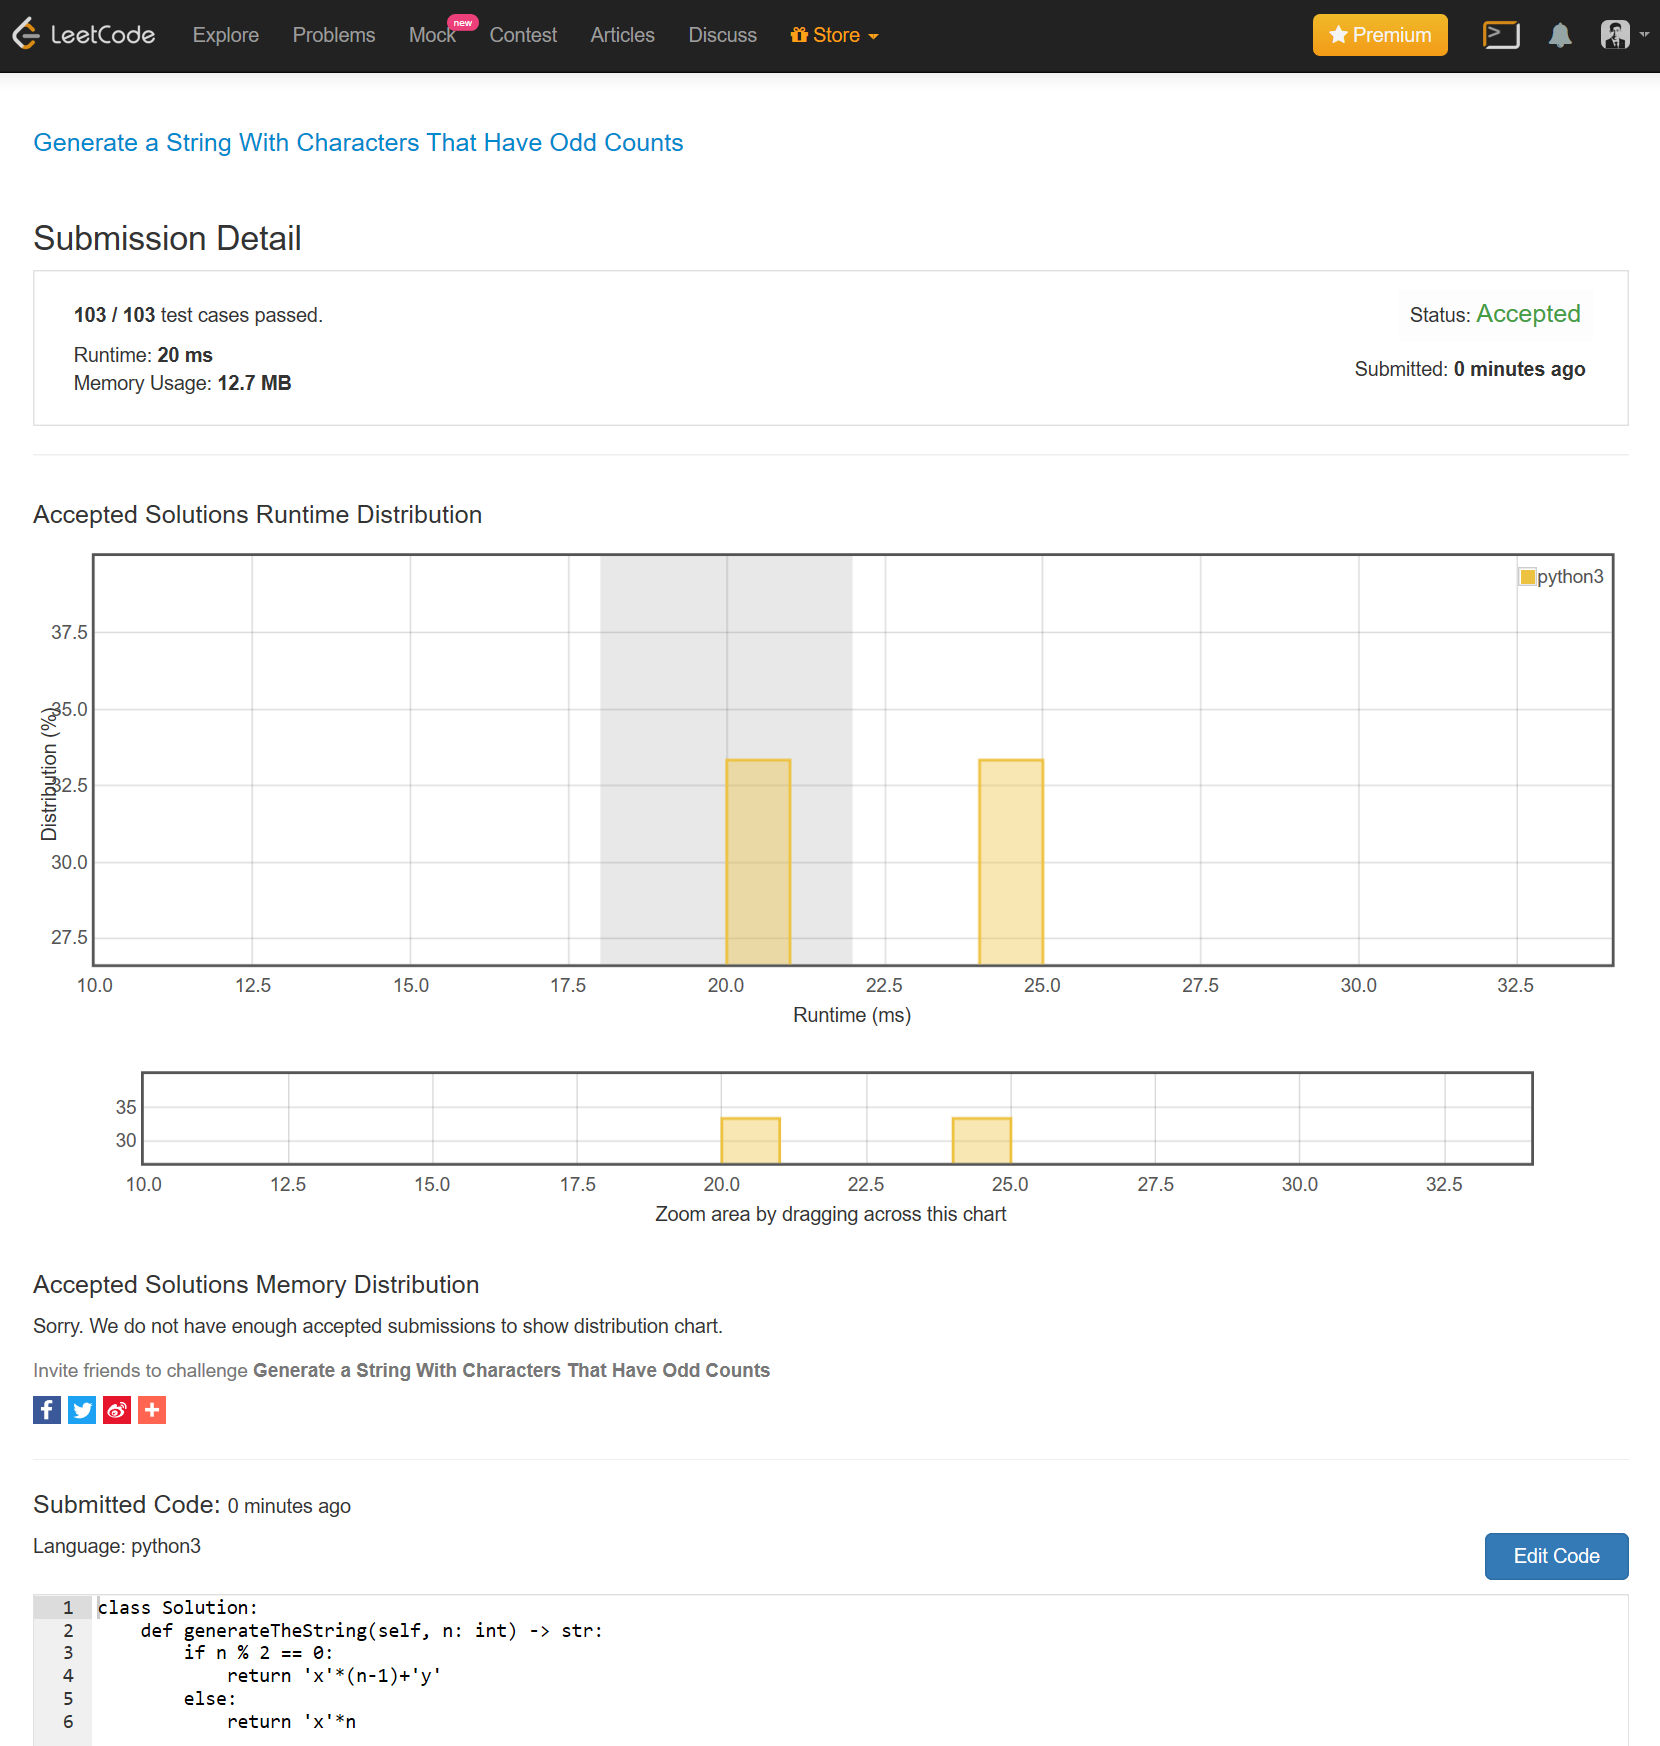 LeetCode Explore Problems Mock new Contest Articles Discuss Store Premium
Generate a String With Characters That Have Odd Counts
Submission Detail
103 / 103 test cases passed.
Status: Accepted
Runtime: 20 ms
Submitted: 0 minutes ago
Memory Usage: 12.7 MB
Accepted Solutions Runtime Distribution
python3
37.5
35.0
32.5
30.0
27.5
Distribution (%)
10.0 12.5 15.0 17.5 20.0 22.5 25.0 27.5 30.0 32.5
Runtime (ms)
35
30
10.0 12.5 15.0 17.5 20.0 22.5 25.0 27.5 30.0 32.5
Zoom area by dragging across this chart
Accepted Solutions Memory Distribution
Sorry. We do not have enough accepted submissions to show distribution chart.
Invite friends to challenge Generate a String With Characters That Have Odd Counts
Submitted Code: 0 minutes ago
Language: python3
Edit Code
1 class Solution:
2     def generateTheString(self, n: int) -> str:
3         if n % 2 == 0:
4             return 'x'*(n-1)+'y'
5         else:
6             return 'x'*n